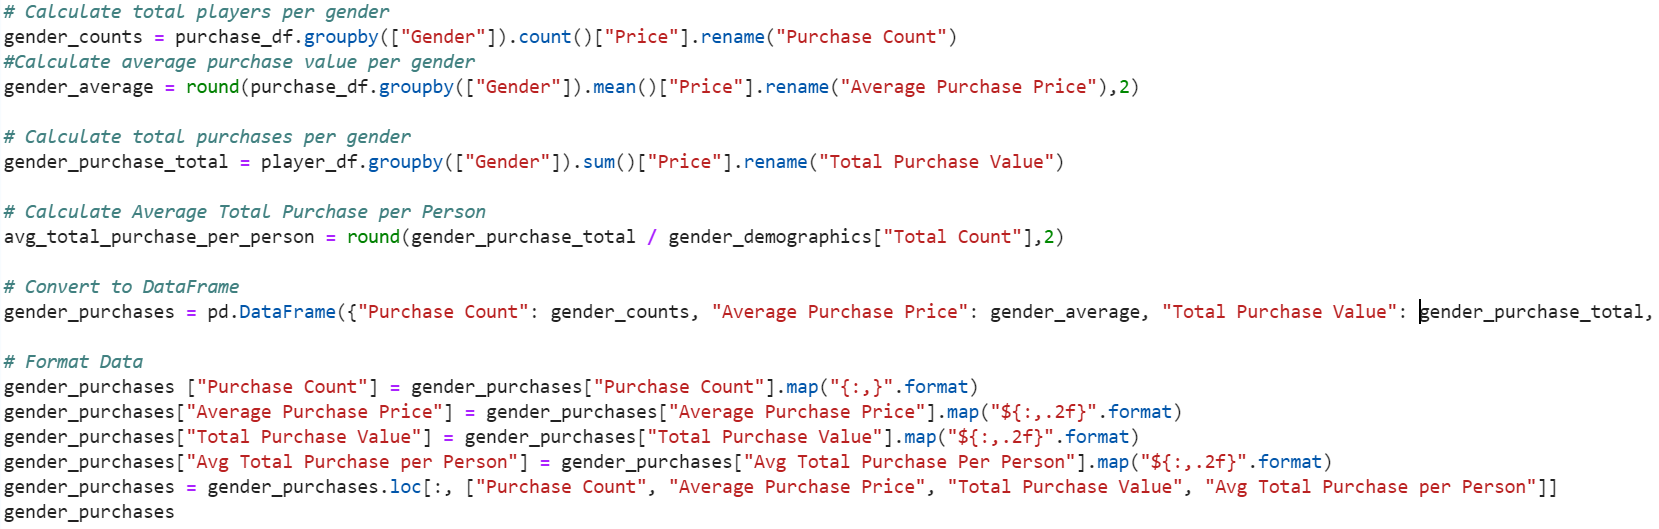 # Calculate total players per gender
gender_counts = purchase_df.groupby(["Gender"]).count()["Price"].rename("Purchase Count")
#Calculate average purchase value per gender
gender_average = round(purchase_df.groupby(["Gender"]).mean()["Price"].rename("Average Purchase Price"),2)
# Calculate total purchases per gender
gender_purchase_total = player_df.groupby(["Gender"]).sum()["Price"].rename("Total Purchase Value")
# Calculate Average Total Purchase per Person
avg_total_purchase_per_person = round(gender_purchase_total / gender_demographics["Total Count"],2)
# Convert to DataFrame
gender_purchases = pd.DataFrame({"Purchase Count": gender_counts, "Average Purchase Price": gender_average, "Total Purchase Value": gender_purchase_total,
# Format Data
gender_purchases ["Purchase Count"] = gender_purchases["Purchase Count"].map("{:,}".format)
gender_purchases["Average Purchase Price"] = gender_purchases["Average Purchase Price"].map("${:,.2f}".format)
gender_purchases["Total Purchase Value"] = gender_purchases["Total Purchase Value"].map("${:,.2f}".format)
gender_purchases["Avg Total Purchase per Person"] = gender_purchases["Avg Total Purchase Per Person"].map("${:,.2f}".format)
gender_purchases = gender_purchases.loc[:, ["Purchase Count", "Average Purchase Price", "Total Purchase Value", "Avg Total Purchase per Person"]]
gender_purchases